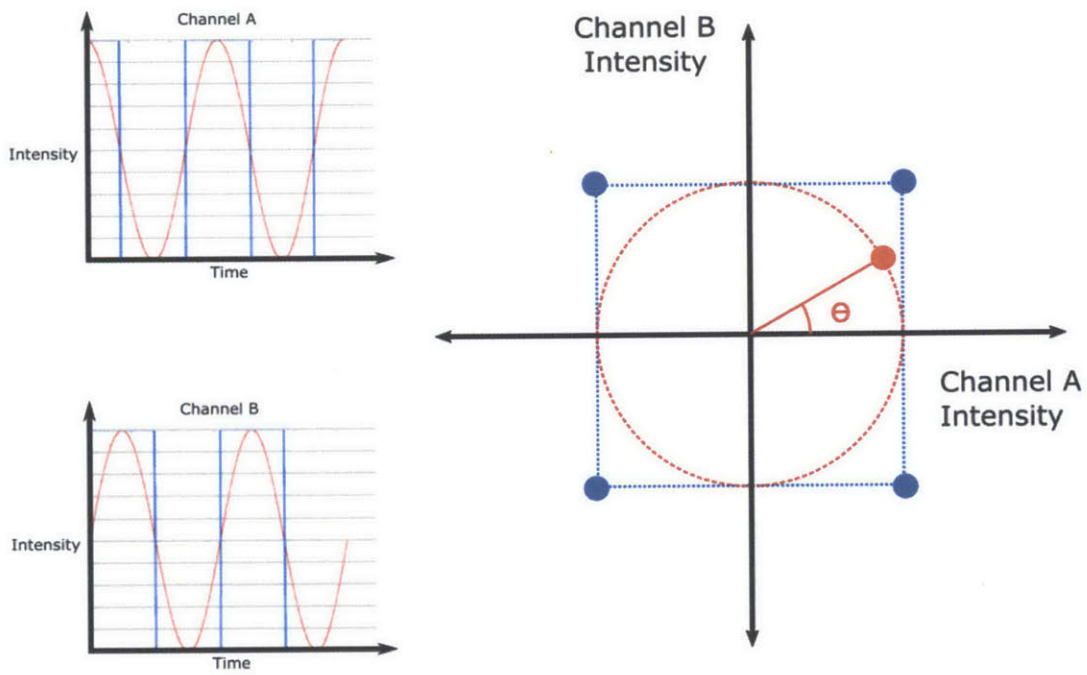 Channel A
Intensity
Time
Channel B
Intensity
Time
Channel B
Intensity
Θ
Channel A
Intensity